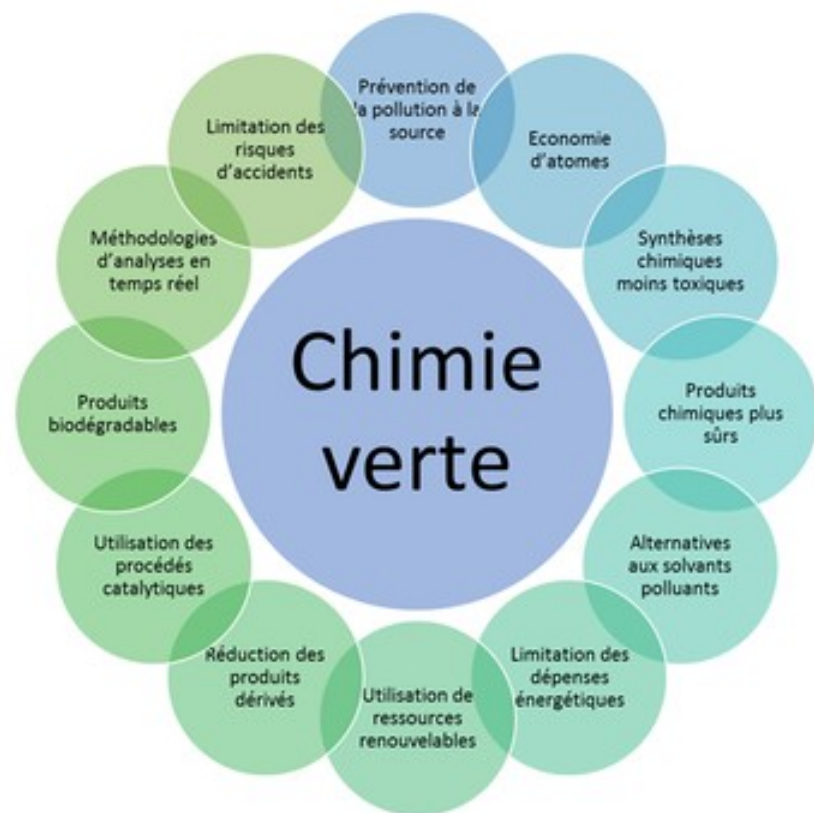 Prévention de
la pollution à la
source
Economie
d'atomes
Synthèses
chimiques
moins toxiques
Produits
chimiques plus
sûrs
Alternatives
aux solvants
polluants
Limitation des
dépenses
énergétiques
Utilisation de
ressources
renouvelables
Réduction des
produits
dérivés
Utilisation des
procédés
catalytiques
Produits
biodégradables
Méthodologies
d'analyses en
temps réel
Limitation des
risques
d'accidents
Chimie
verte